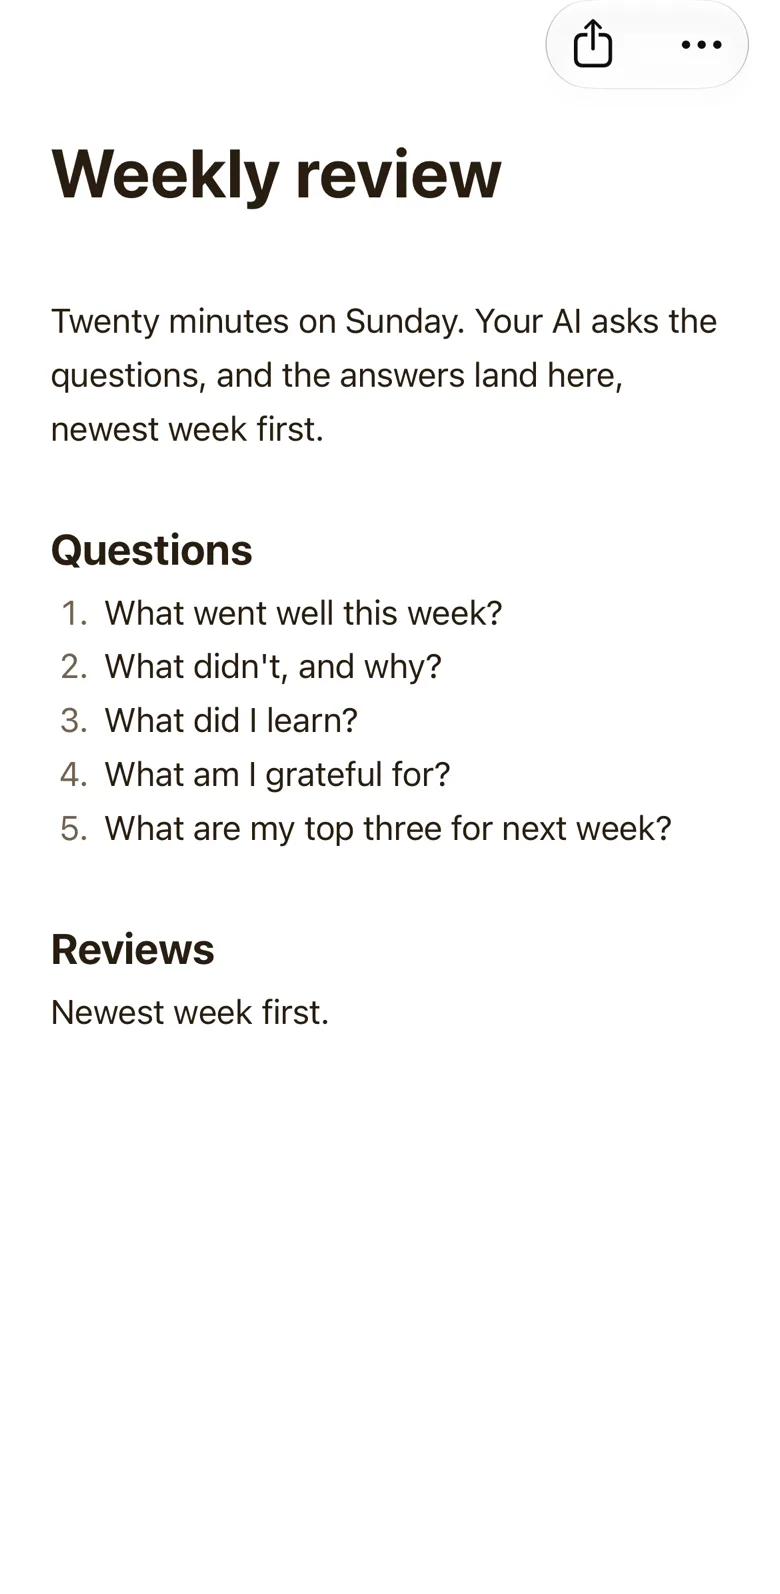 Weekly review
Twenty minutes on Sunday. Your AI asks the
questions, and the answers land here,
newest week first.
Questions
1. What went well this week?
2. What didn't, and why?
3. What did I learn?
4. What am I grateful for?
5. What are my top three for next week?
Reviews
Newest week first.